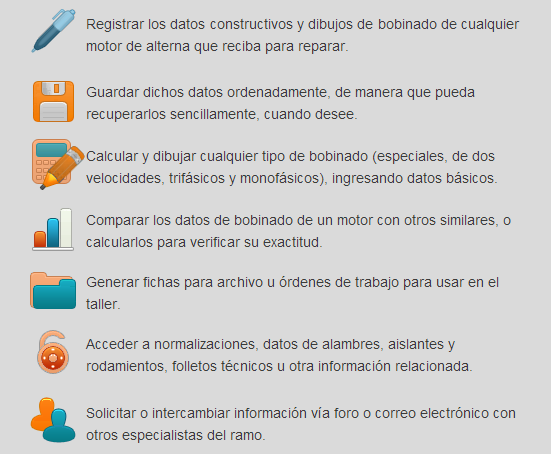 Registrar los datos constructivos y dibujos de bobinado de cualquier
motor de alterna que reciba para reparar.
Guardar dichos datos ordenadamente, de manera que pueda
recuperarlos sencillamente, cuando desee.
Calcular y dibujar cualquier tipo de bobinado (especiales, de dos
velocidades, trifásicos y monofásicos), ingresando datos básicos.
Comparar los datos de bobinado de un motor con otros similares, o
calcularlos para verificar su exactitud.
Generar fichas para archivo u órdenes de trabajo para usar en el
taller.
Acceder a normalizaciones, datos de alambres, aislantes y
rodamientos, folletos técnicos u otra información relacionada.
Solicitar o intercambiar información vía foro o correo electrónico con
otros especialistas del ramo.